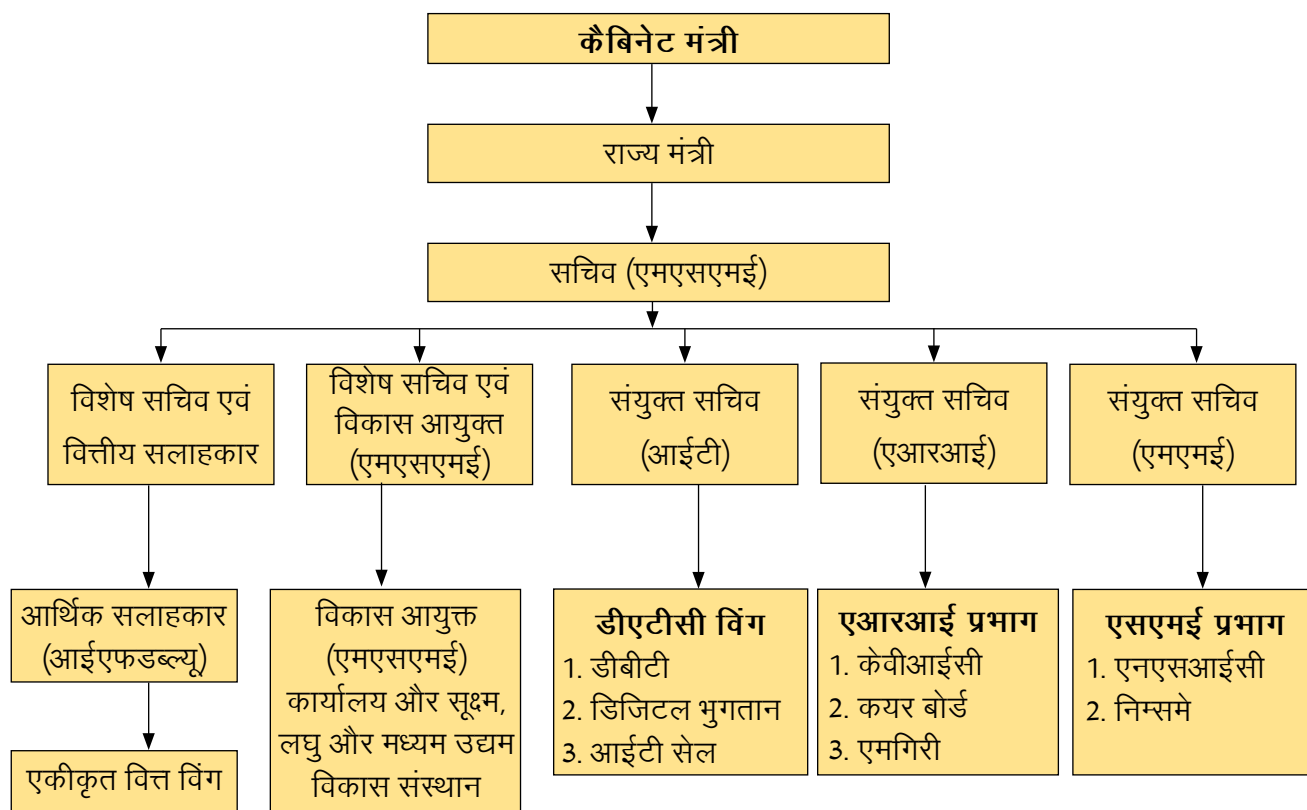 कैबिनेट मंत्री
राज्य मंत्री
सचिव (एमएसएमई)
विशेष सचिव एवं
वित्तीय सलाहकार
विशेष सचिव एवं
विकास आयुक्त
(एमएसएमई)
संयुक्त सचिव
(आईटी)
संयुक्त सचिव
(एआरआई)
संयुक्त सचिव
(एमएमई)
आर्थिक सलाहकार
(आईएफडब्ल्यू)
एकीकृत वित्त विंग
विकास आयुक्त
(एमएसएमई)
कार्यालय और सूक्ष्म,
लघु और मध्यम उद्यम
विकास संस्थान
डीएटीसी विंग
1. डीबीटी
2. डिजिटल भुगतान
3. आईटी सेल
एआरआई प्रभाग
1. केवीआईसी
2. कयर बोर्ड
3. एमगिरी
एसएमई प्रभाग
1. एनएसआईसी
2. निम्समे